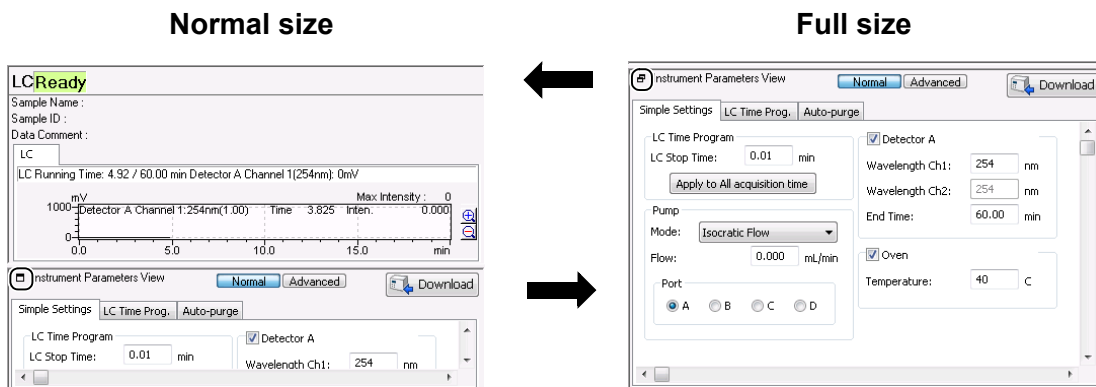 Normal size
Full size
LC Ready
Sample Name :
Sample ID :
Data Comment :
LC
LC Running Time: 4.92 / 60.00 min Detector A Channel 1(254nm): 0mV
mV
Max Intensity : 0
1000
Detector A Channel 1:254nm(1.00) Time 3.825 Inten. 0.000
0
0.0 5.0 10.0 15.0 min
nstrument Parameters View Normal Advanced Download
Simple Settings LC Time Prog. Auto-purge
LC Time Program
Detector A
LC Stop Time: 0.01 min
Wavelength Ch1: 254 nm
nstrument Parameters View Normal Advanced Download
Simple Settings LC Time Prog. Auto-purge
LC Time Program
LC Stop Time: 0.01 min
Apply to All acquisition time
Pump
Mode: Isocratic Flow
Flow: 0.000 mL/min
Port
A B C D
Detector A
Wavelength Ch1: 254 nm
Wavelength Ch2: 254 nm
End Time: 60.00 min
Oven
Temperature: 40 C